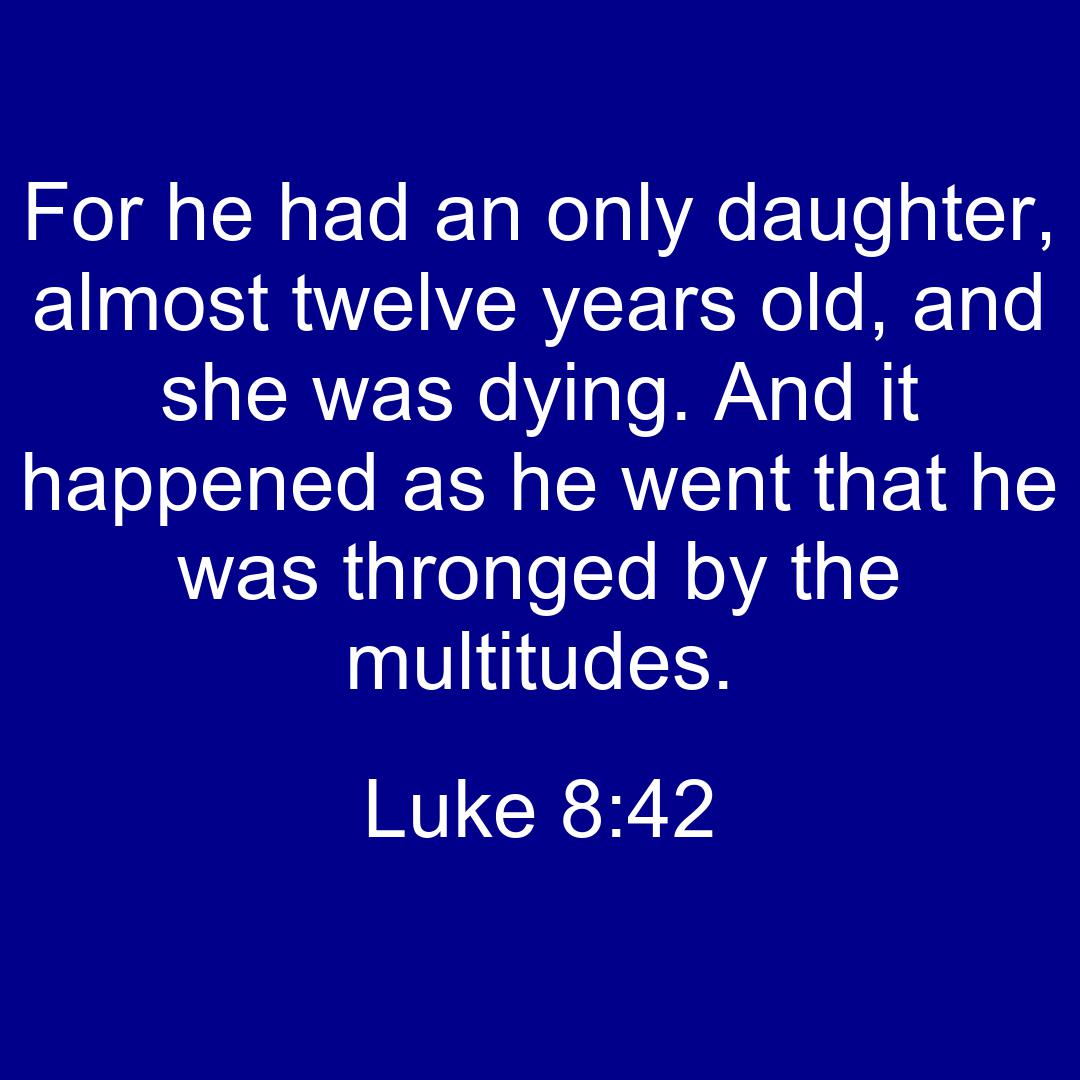 For he had an only daughter,
almost twelve years old, and
she was dying. And it
happened as he went that he
was thronged by the
multitudes.
Luke 8:42